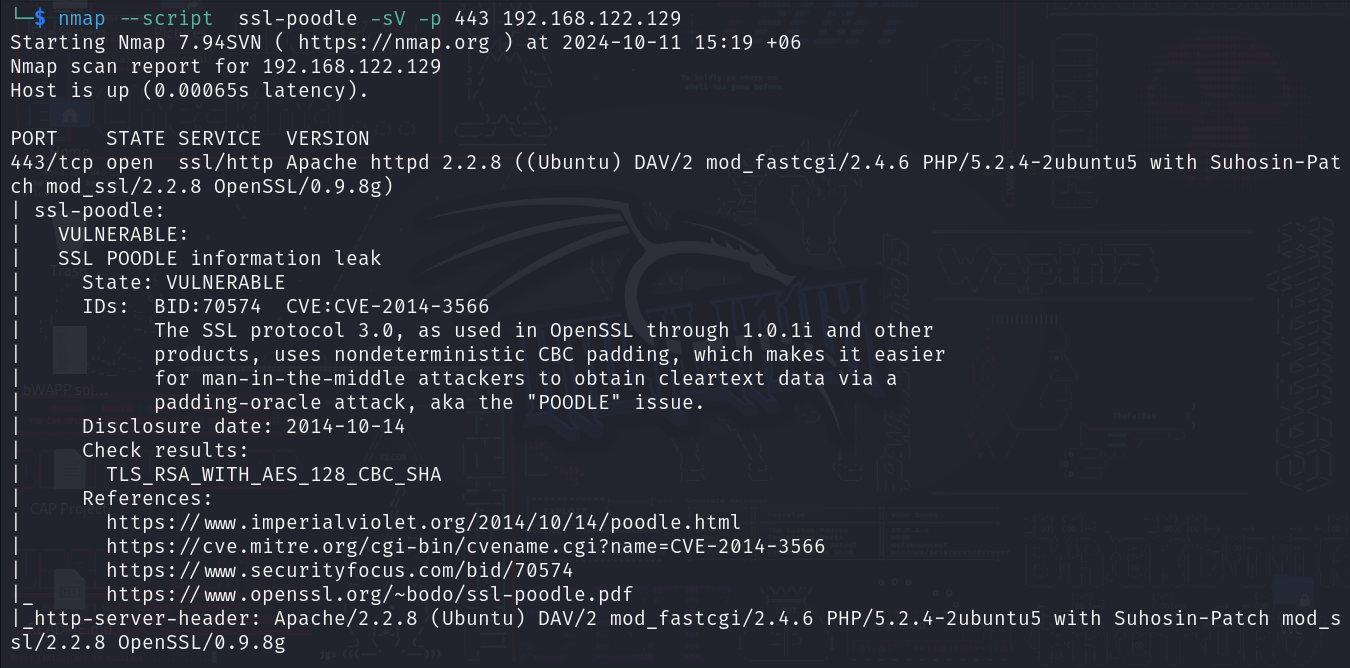 └─$ nmap --script  ssl-poodle -sV -p 443 192.168.122.129
Starting Nmap 7.94SVN ( https://nmap.org ) at 2024-10-11 15:19 +06
Nmap scan report for 192.168.122.129
Host is up (0.00065s latency).

PORT    STATE SERVICE  VERSION
443/tcp open  ssl/http Apache httpd 2.2.8 ((Ubuntu) DAV/2 mod_fastcgi/2.4.6 PHP/5.2.4-2ubuntu5 with Suhosin-Pat
ch mod_ssl/2.2.8 OpenSSL/0.9.8g)
| ssl-poodle:
|   VULNERABLE:
|   SSL POODLE information leak
|     State: VULNERABLE
|     IDs:  BID:70574  CVE:CVE-2014-3566
|           The SSL protocol 3.0, as used in OpenSSL through 1.0.1i and other
|           products, uses nondeterministic CBC padding, which makes it easier
|           for man-in-the-middle attackers to obtain cleartext data via a
|           padding-oracle attack, aka the "POODLE" issue.
|     Disclosure date: 2014-10-14
|     Check results:
|       TLS_RSA_WITH_AES_128_CBC_SHA
|     References:
|       https://www.imperialviolet.org/2014/10/14/poodle.html
|       https://cve.mitre.org/cgi-bin/cvename.cgi?name=CVE-2014-3566
|       https://www.securityfocus.com/bid/70574
|_      https://www.openssl.org/~bodo/ssl-poodle.pdf
|_http-server-header: Apache/2.2.8 (Ubuntu) DAV/2 mod_fastcgi/2.4.6 PHP/5.2.4-2ubuntu5 with Suhosin-Patch mod_s
sl/2.2.8 OpenSSL/0.9.8g